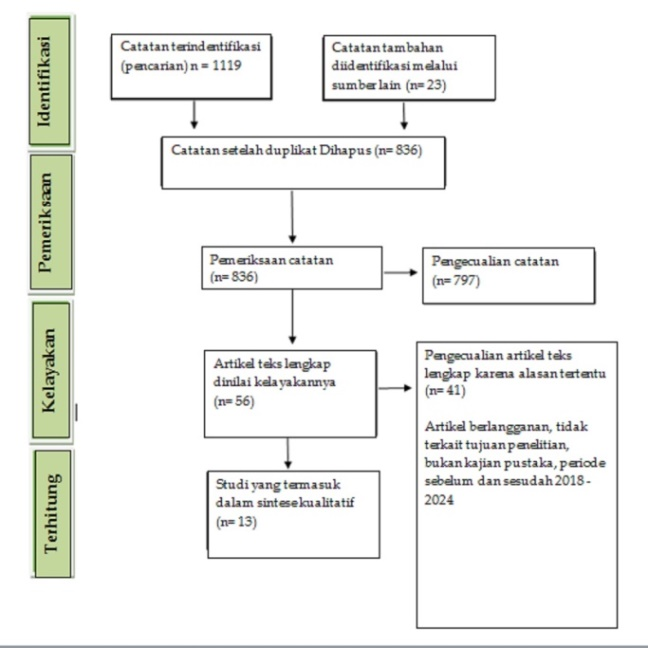 Identifikasi
Catatan terindentifikasi
(pencarian) n = 1119
Catatan tambahan
diidentifikasi melalui
sumber lain (n= 23)
Catatan setelah duplikat Dihapus (n= 836)
Pemeriksaan
Pemeriksaan catatan
(n= 836)
Pengecualian catatan
(n= 797)
Kelayakan
Artikel teks lengkap
dinilai kelayakannya
(n= 56)
Pengecualian artikel teks
lengkap karena alasan tertentu
(n= 41)
Artikel berlangganan, tidak
terkait tujuan penelitian,
bukan kajian pustaka, periode
sebelum dan sesudah 2018 -
2024
Terhitung
Studi yang termasuk
dalam sintese kualitatif
(n= 13)